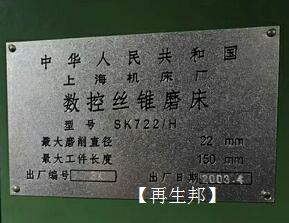 中华人民共和国
上海机床厂
数控丝锥磨床
型号 SK722/H
最大磨削直径 22 mm
最大工件长度 150 mm
出厂编号 出厂日期 2003.4
【再生邦】